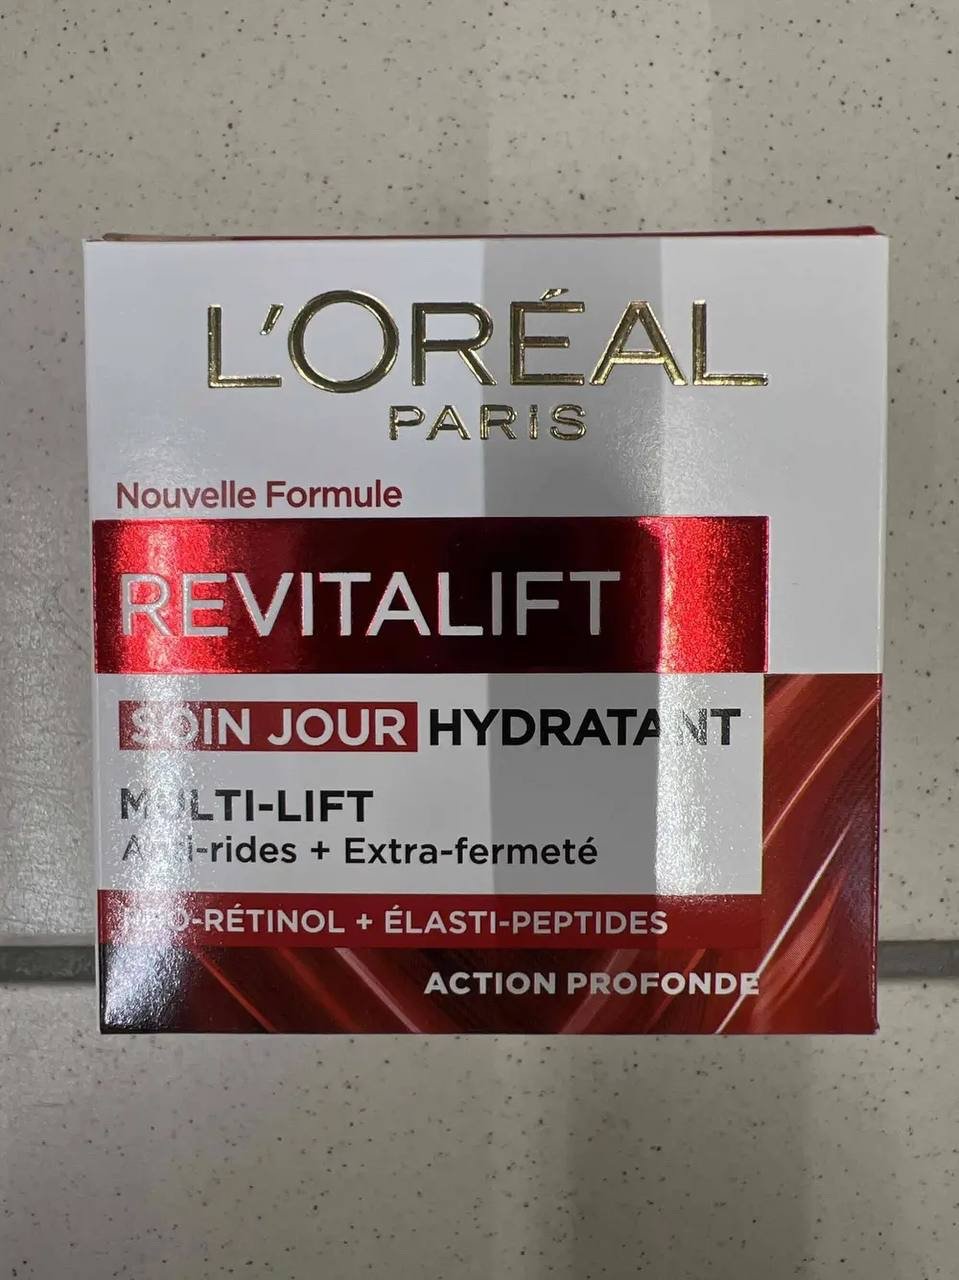 L'ORÉAL
PARIS
Nouvelle Formule
REVITALIFT
SOIN JOUR HYDRATANT
MULTI-LIFT
Anti-rides + Extra-fermeté
PRO-RÉTINOL + ÉLASTI-PEPTIDES
ACTION PROFONDE